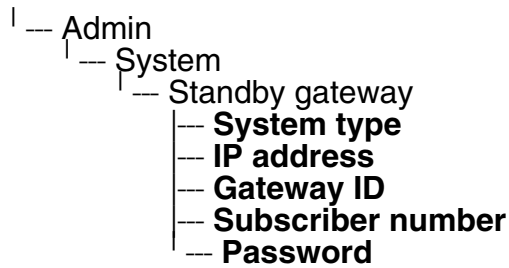 --- Admin
--- System
--- Standby gateway
--- System type
--- IP address
--- Gateway ID
--- Subscriber number
--- Password